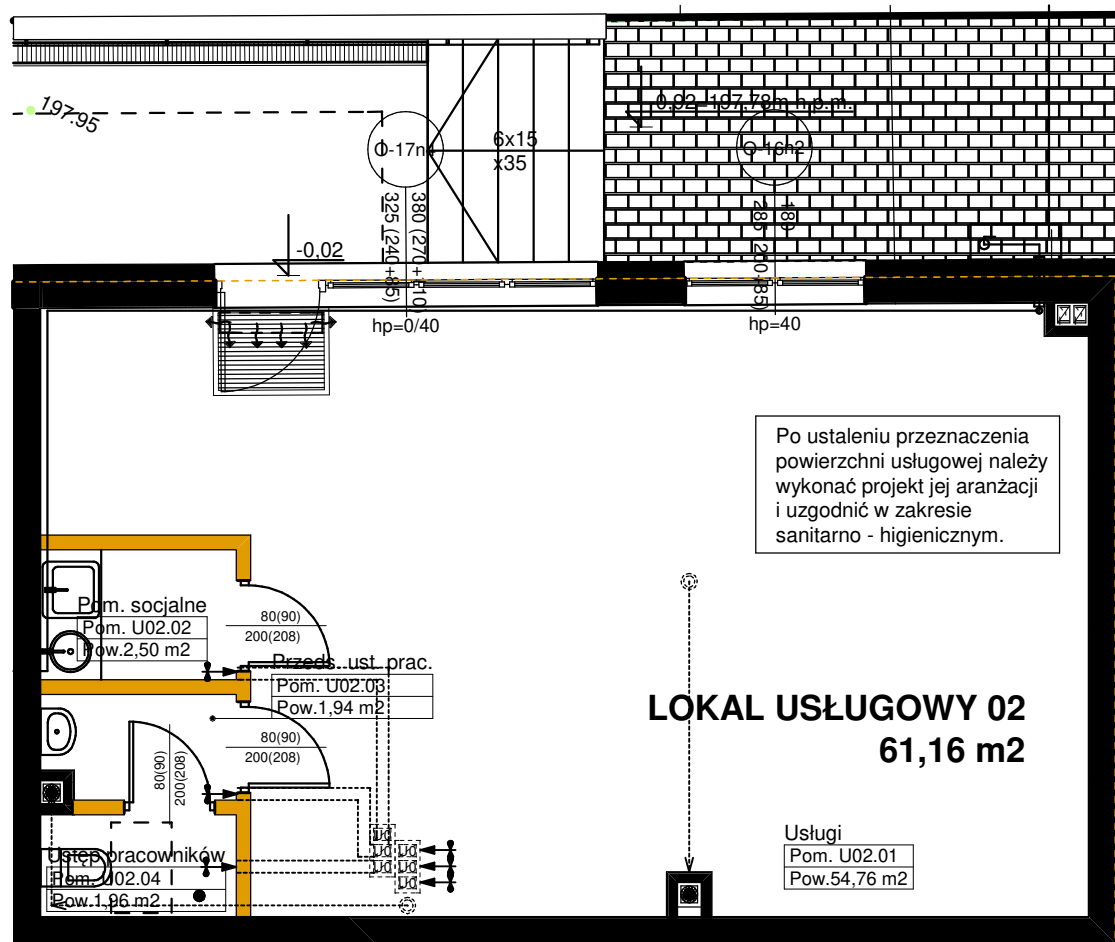 197.95
0,92=197,78m n.p.m.
6x15
x35
-0,02
380 (270+110)
325 (240+85)
189
285 (200+85)
hp=0/40
hp=40
Po ustaleniu przeznaczenia
powierzchni usługowej należy
wykonać projekt jej aranżacji
i uzgodnić w zakresie
sanitarno - higienicznym.
Pom. socjalne
Pom. U02.02
Pow.2,50 m2
80(90)
200(208)
Przeds. ust. prac.
Pom. U02.03
Pow.1,94 m2
80(90)
200(208)
80(90)
200(208)
LOKAL USŁUGOWY 02
61,16 m2
Usługi
Pom. U02.01
Pow.54,76 m2
Ustęp pracowników
Pom. U02.04
Pow.1,96 m2